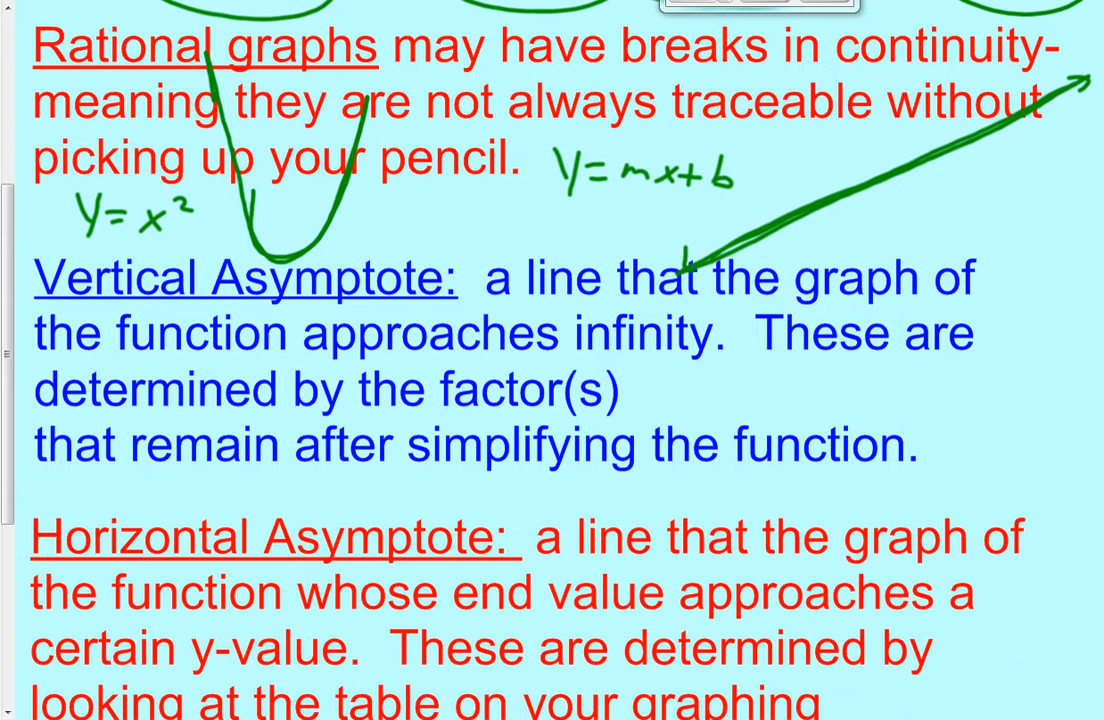 Rational graphs may have breaks in continuity-
meaning they are not always traceable without
picking up your pencil.
y=mx+b
y=x²
Vertical Asymptote: a line that the graph of
the function approaches infinity. These are
determined by the factor(s)
that remain after simplifying the function.
Horizontal Asymptote: a line that the graph of
the function whose end value approaches a
certain y-value. These are determined by
looking at the table on your graphing